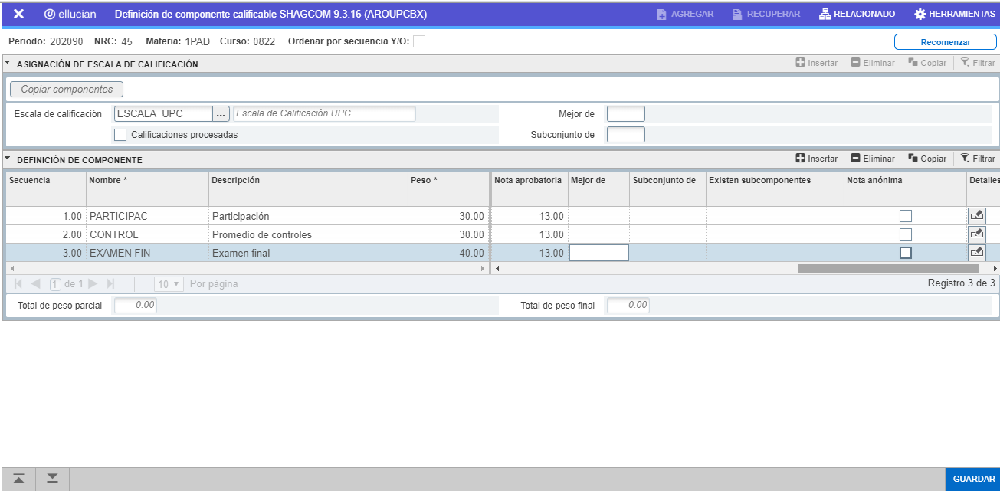 ellucian Definición de componente calificable SHAGCOM 9.3.16 (AROUPCBX) AGREGAR RECUPERAR RELACIONADO HERRAMIENTAS
Periodo: 202090 NRC: 45 Materia: 1PAD Curso: 0822 Ordenar por secuencia Y/O: Recomenzar
ASIGNACIÓN DE ESCALA DE CALIFICACIÓN Insertar Eliminar Copiar Filtrar
Copiar componentes
Escala de calificación ESCALA_UPC ... Escala de Calificación UPC Mejor de
Calificaciones procesadas Subconjunto de
DEFINICIÓN DE COMPONENTE Insertar Eliminar Copiar Filtrar
Secuencia Nombre * Descripción Peso * Nota aprobatoria Mejor de Subconjunto de Existen subcomponentes Nota anónima Detalles
1.00 PARTICIPAC Participación 30.00 13.00
2.00 CONTROL Promedio de controles 30.00 13.00
3.00 EXAMEN FIN Examen final 40.00 13.00
1 de 1 10 Por página Registro 3 de 3
Total de peso parcial 0.00 Total de peso final 0.00
GUARDAR